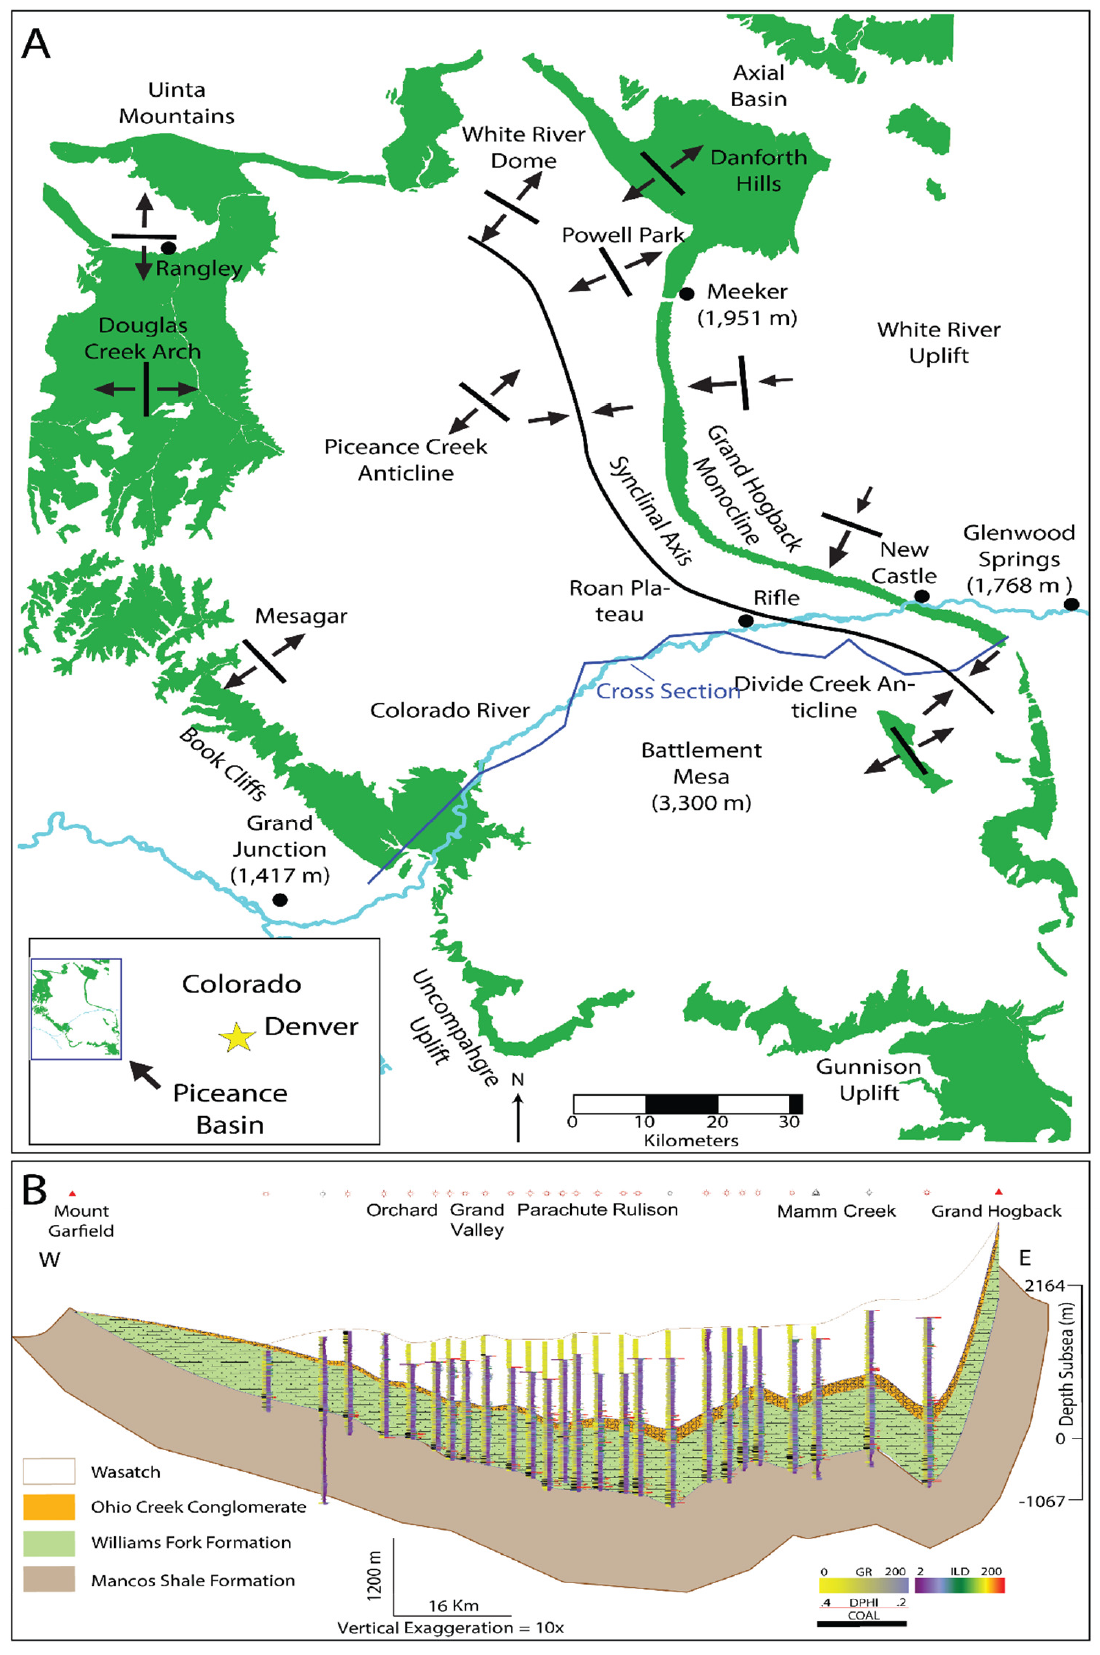 A
Uinta
Mountains
Axial
Basin
White River
Dome
Danforth
Hills
Powell Park
Rangley
Meeker
(1,951 m)
Douglas
Creek Arch
White River
Uplift
Piceance Creek
Anticline
Grand Hogback
Monocline
Synclinal Axis
Glenwood
Springs
(1,768 m )
New
Castle
Roan Pla-
teau
Rifle
Mesagar
Cross Section
Divide Creek An-
ticline
Colorado River
Book Cliffs
Battlement
Mesa
(3,300 m)
Grand
Junction
(1,417 m)
Colorado
Denver
Piceance
Basin
Uncompahgre
Uplift
Gunnison
Uplift
N
0 10 20 30
Kilometers
B
Mount
Garfield
Orchard Grand
Valley
Parachute Rulison
Mamm Creek
Grand Hogback
W
E
2164
0
-1067
Depth Subsea (m)
Wasatch
Ohio Creek Conglomerate
Williams Fork Formation
Mancos Shale Formation
1200 m
16 Km
Vertical Exaggeration = 10x
0 GR 200 2 ILD 200
.4 DPHI .2
COAL